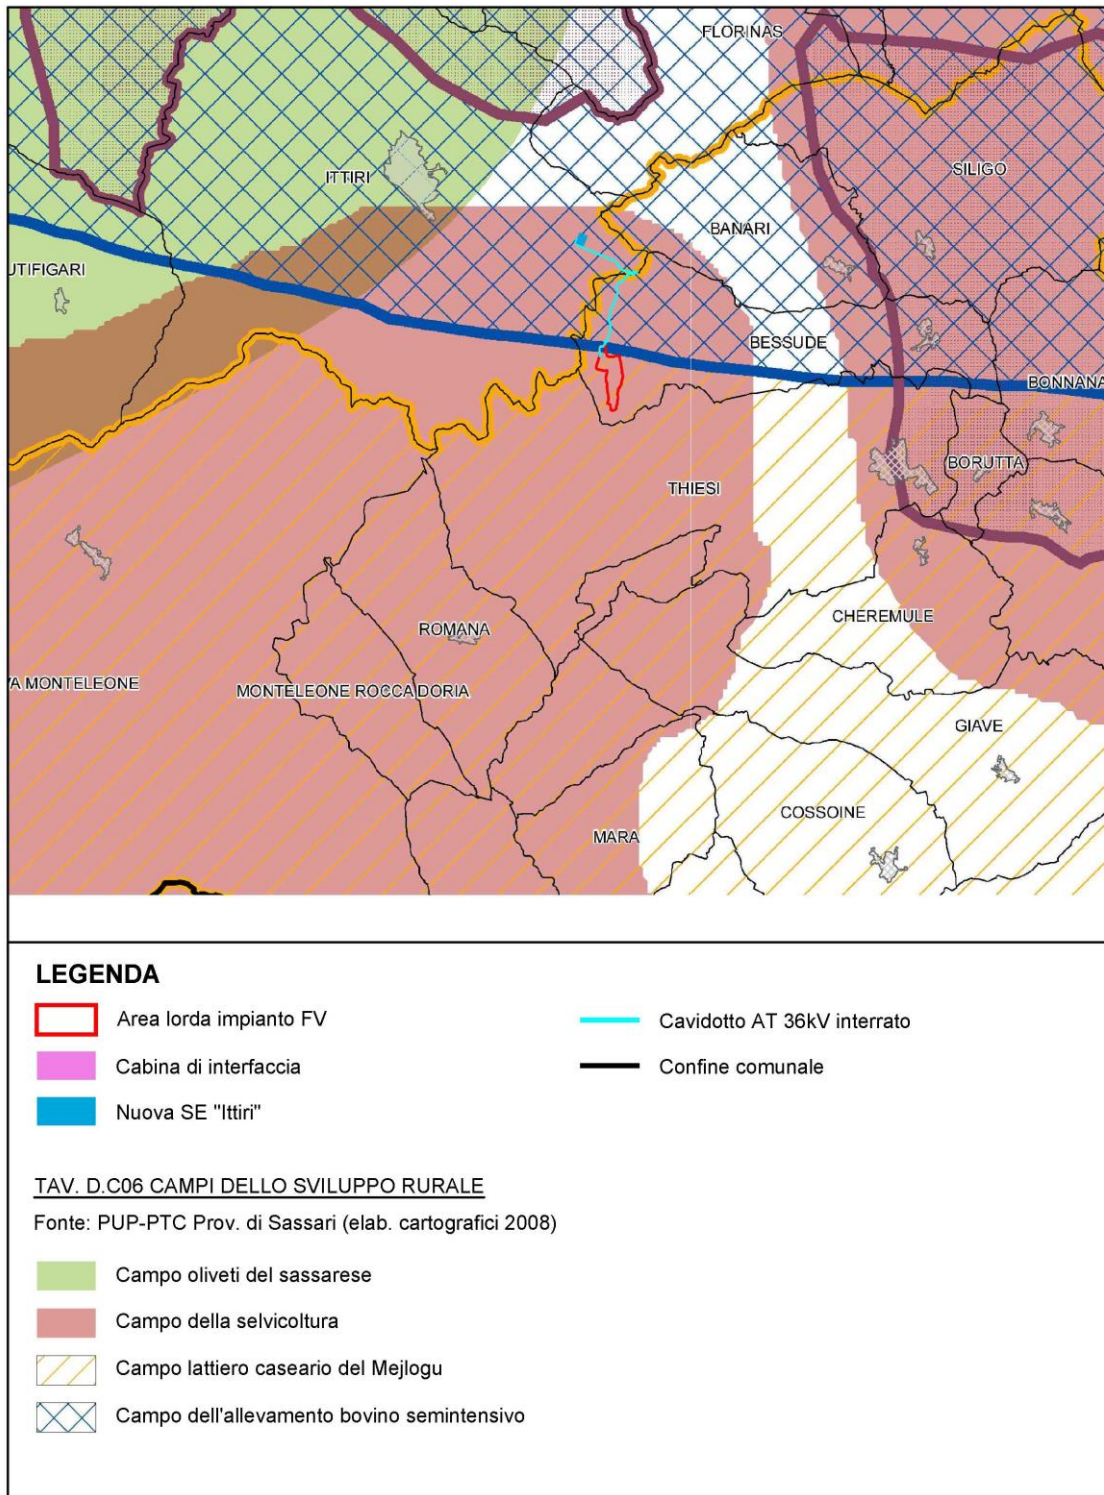 FLORINAS
ITTIRI
SILIGO
BANARI
UTIFIGARI
BESSUDE
BONNANA
BORUTTA
THIESI
CHEREMULE
ROMANA
VA MONTELEONE
MONTELEONE ROCCA DORIA
GIAVE
COSSOINE
MARA
LEGENDA
Area lorda impianto FV
Cavidotto AT 36kV interrato
Cabina di interfaccia
Confine comunale
Nuova SE "Ittiri"
TAV. D.C06 CAMPI DELLO SVILUPPO RURALE
Fonte: PUP-PTC Prov. di Sassari (elab. cartografici 2008)
Campo oliveti del sassarese
Campo della selvicoltura
Campo lattiero caseario del Mejlogu
Campo dell'allevamento bovino semintensivo